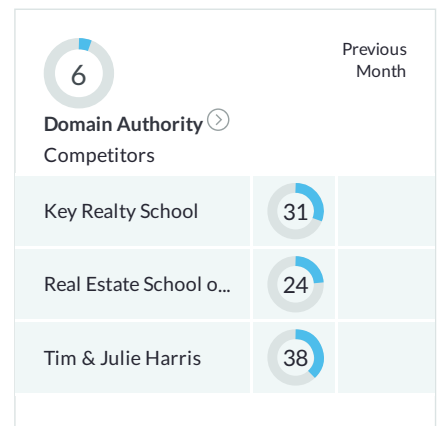 6
Previous
Month
Domain Authority
Competitors
Key Realty School 31
Real Estate School o... 24
Tim & Julie Harris 38